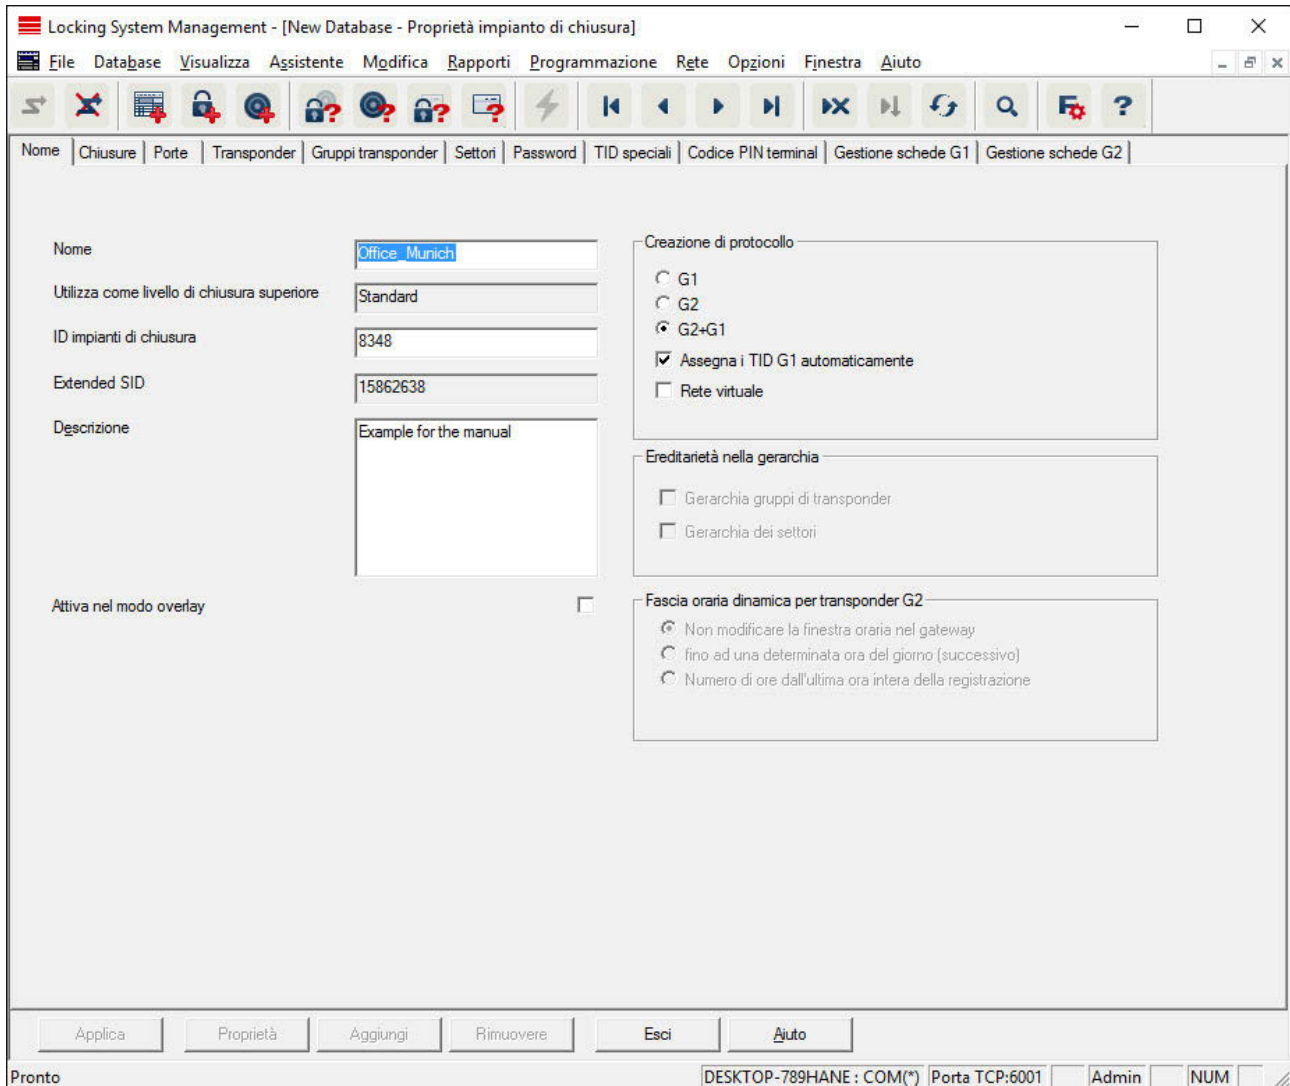 Locking System Management - [New Database - Proprietà impianto di chiusura]
File Database Visualizza Assistente Modifica Rapporti Programmazione Rete Opzioni Finestra Aiuto
Nome Chiusure Porte Transponder Gruppi transponder Settori Password TID speciali Codice PIN terminal Gestione schede G1 Gestione schede G2
Nome Office_Munich
Utilizza come livello di chiusura superiore Standard
ID impianti di chiusura 8348
Extended SID 15862638
Descrizione Example for the manual
Attiva nel modo overlay
Creazione di protocollo
G1
G2
G2+G1
Assegna i TID G1 automaticamente
Rete virtuale
Ereditarietà nella gerarchia
Gerarchia gruppi di transponder
Gerarchia dei settori
Fascia oraria dinamica per transponder G2
Non modificare la finestra oraria nel gateway
fino ad una determinata ora del giorno (successivo)
Numero di ore dall'ultima ora intera della registrazione
Applica Proprietà Aggiungi Rimuovere Esci Aiuto
Pronto DESKTOP-789HANE : COM(*) Porta TCP:6001 Admin NUM